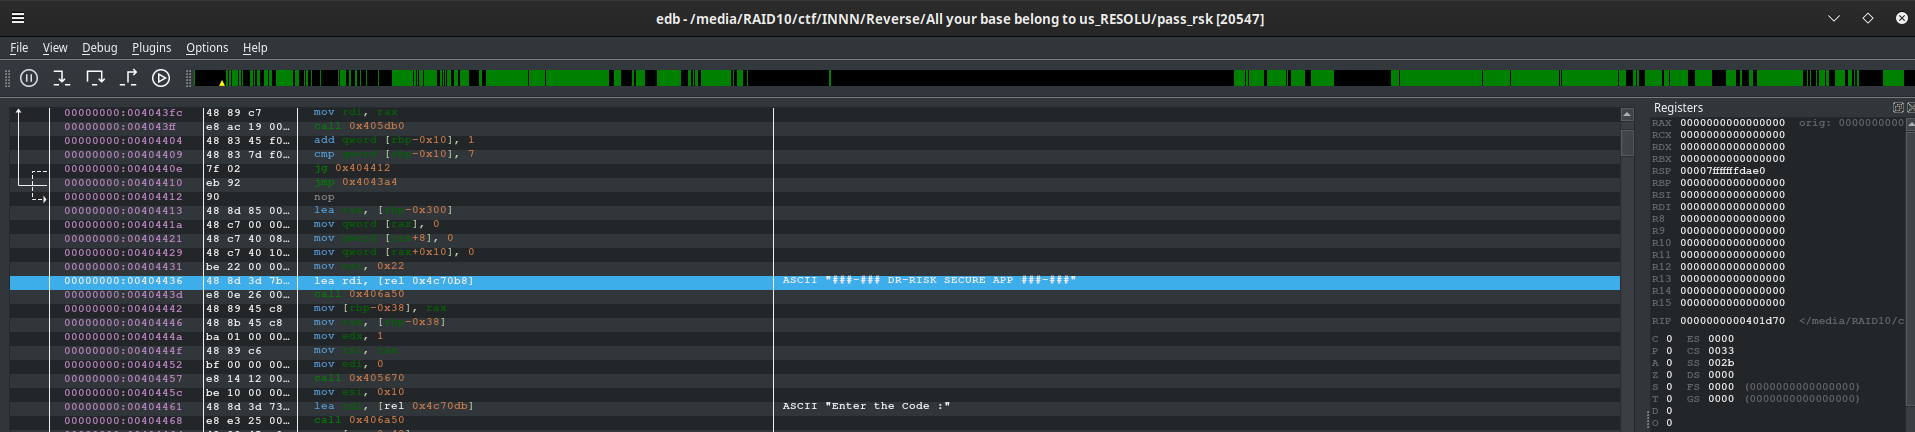 edb - /media/RAID10/ctf/INNN/Reverse/All your base belong to us_RESOLU/pass_rsk [20547]
File View Debug Plugins Options Help
Registers
00000000:004043fc 48 89 c7 mov rdi, rax
00000000:004043ff e8 ac 19 00… call 0x405db0
00000000:00404404 48 83 45 f0… add qword [rbp-0x10], 1
00000000:00404409 48 83 7d f0… cmp qword [rbp-0x10], 7
00000000:0040440e 7f 02 jg 0x404412
00000000:00404410 eb 92 jmp 0x4043a4
00000000:00404412 90 nop
00000000:00404413 48 8d 85 00… lea rax, [rbp-0x300]
00000000:0040441a 48 c7 00 00… mov qword [rax], 0
00000000:00404421 48 c7 40 08… mov qword [rax+8], 0
00000000:00404429 48 c7 40 10… mov qword [rax+0x10], 0
00000000:00404431 be 22 00 00… mov esi, 0x22
00000000:00404436 48 8d 3d 7b… lea rdi, [rel 0x4c70b8] ASCII "###-### DR-RISK SECURE APP ###-###"
00000000:0040443d e8 0e 26 00… call 0x406a50
00000000:00404442 48 89 45 c8 mov [rbp-0x38], rax
00000000:00404446 48 8b 45 c8 mov rax, [rbp-0x38]
00000000:0040444a ba 01 00 00… mov edx, 1
00000000:0040444f 48 89 c6 mov rsi, rax
00000000:00404452 bf 00 00 00… mov edi, 0
00000000:00404457 e8 14 12 00… call 0x405670
00000000:0040445c be 10 00 00… mov esi, 0x10
00000000:00404461 48 8d 3d 73… lea rdi, [rel 0x4c70db] ASCII "Enter the Code :"
00000000:00404468 e8 e3 25 00… call 0x406a50
RAX 0000000000000000 orig: 0000000000
RCX 0000000000000000
RDX 0000000000000000
RBX 0000000000000000
RSP 00007fffffffdae0
RBP 0000000000000000
RSI 0000000000000000
RDI 0000000000000000
R8 0000000000000000
R9 0000000000000000
R10 0000000000000000
R11 0000000000000000
R12 0000000000000000
R13 0000000000000000
R14 0000000000000000
R15 0000000000000000
RIP 0000000000401d70 </media/RAID10/c
C 0 ES 0000
P 0 CS 0033
A 0 SS 002b
Z 0 DS 0000
S 0 FS 0000 (0000000000000000)
T 0 GS 0000 (0000000000000000)
D 0
O 0